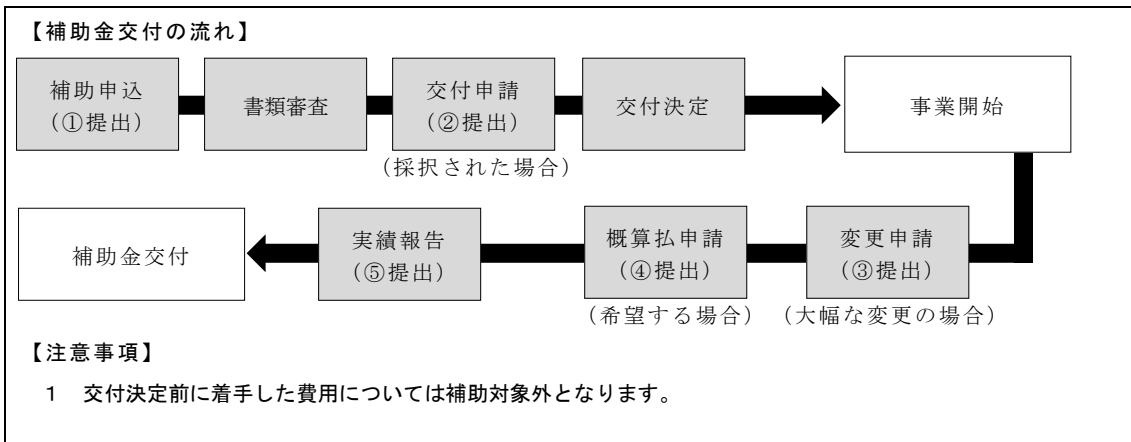 【補助金交付の流れ】
補助申込 書類審査 交付申請 交付決定 事業開始
(①提出) (②提出)
(採択された場合)
補助金交付 実績報告 概算払申請 変更申請
(⑤提出) (④提出) (③提出)
(希望する場合) (大幅な変更の場合)
【注意事項】
1 交付決定前に着手した費用については補助対象外となります。